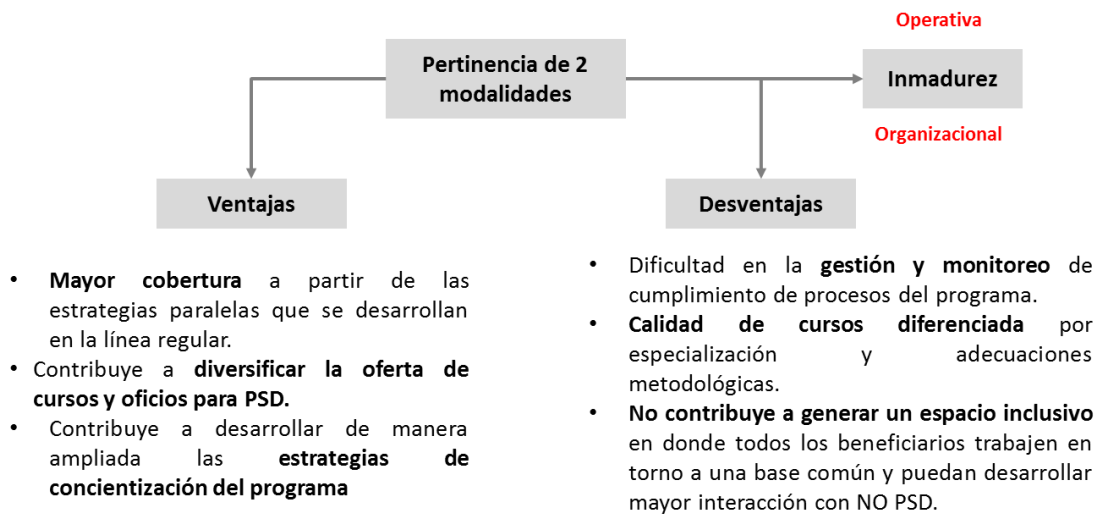 Operativa
Pertinencia de 2
modalidades
Inmadurez
Organizacional
Ventajas
Desventajas
• Mayor cobertura a partir de las
estrategias paralelas que se desarrollan
en la línea regular.
• Contribuye a diversificar la oferta de
cursos y oficios para PSD.
• Contribuye a desarrollar de manera
ampliada las estrategias de
concientización del programa
• Dificultad en la gestión y monitoreo de
cumplimiento de procesos del programa.
• Calidad de cursos diferenciada por
especialización y adecuaciones
metodológicas.
• No contribuye a generar un espacio inclusivo
en donde todos los beneficiarios trabajen en
torno a una base común y puedan desarrollar
mayor interacción con NO PSD.